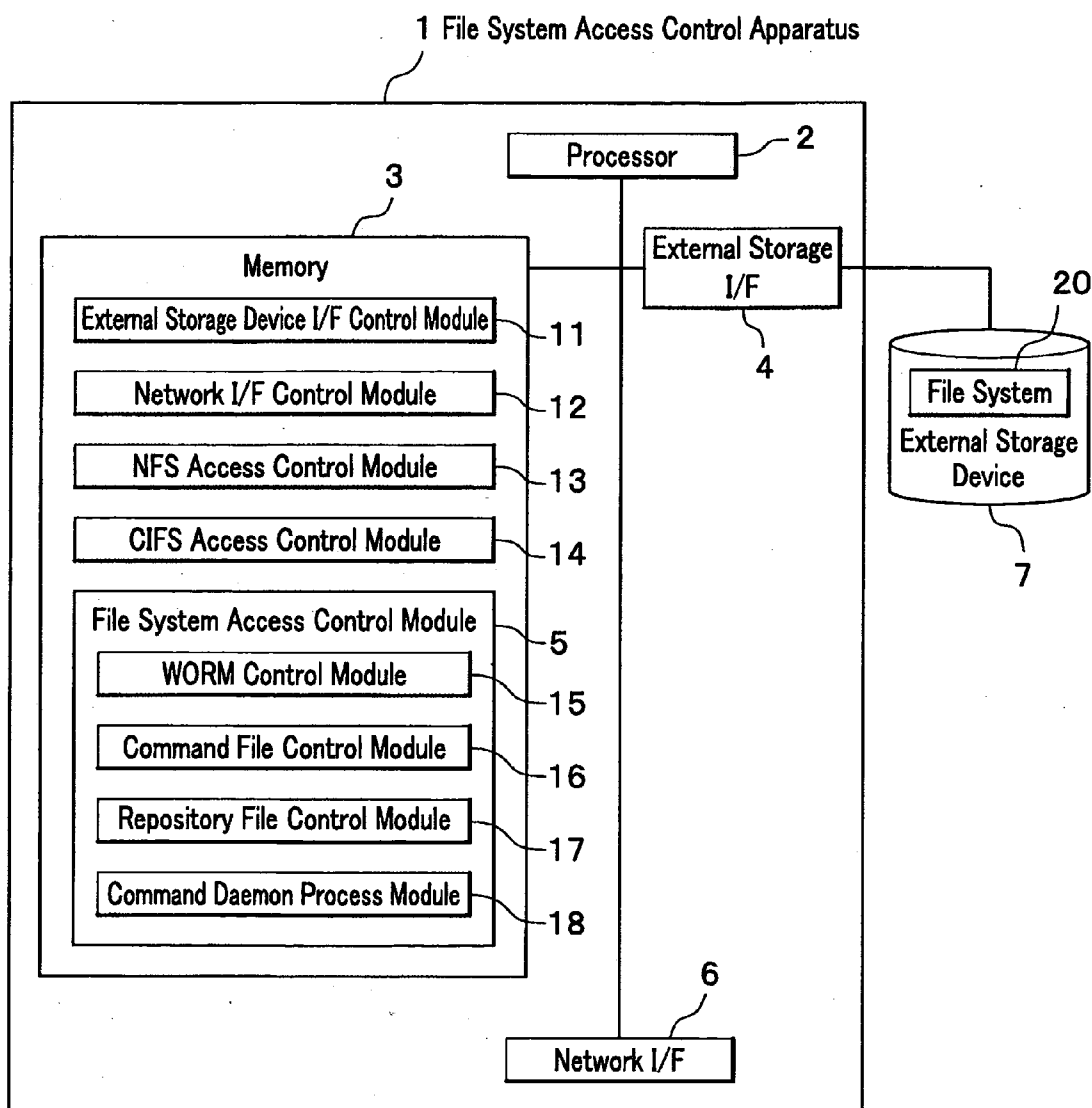 1 File System Access Control Apparatus
Processor
2
3
Memory
External Storage
I/F
4
External Storage Device I/F Control Module
11
20
File System
External Storage
Device
7
Network I/F Control Module
12
NFS Access Control Module
13
CIFS Access Control Module
14
File System Access Control Module
5
WORM Control Module
15
Command File Control Module
16
Repository File Control Module
17
Command Daemon Process Module
18
6
Network I/F